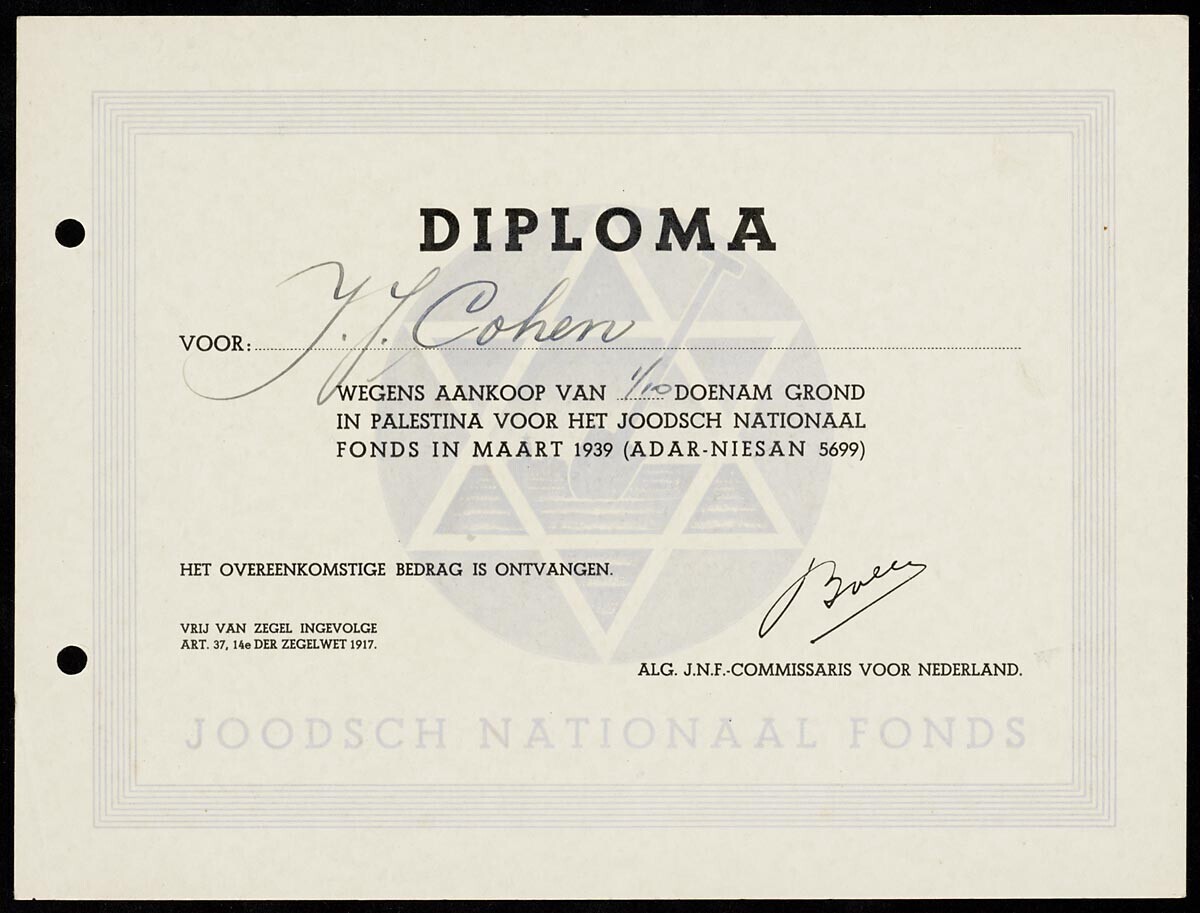 DIPLOMA
VOOR: J. J. Cohen
WEGENS AANKOOP VAN 1/10 DOENAM GROND
IN PALESTINA VOOR HET JOODSCH NATIONAAL
FONDS IN MAART 1939 (ADAR-NIESAN 5699)
HET OVEREENKOMSTIGE BEDRAG IS ONTVANGEN.
VRIJ VAN ZEGEL INGEVOLGE
ART. 37, 14e DER ZEGELWET 1917.
ALG. J.N.F.-COMMISSARIS VOOR NEDERLAND.
JOODSCH NATIONAAL FONDS